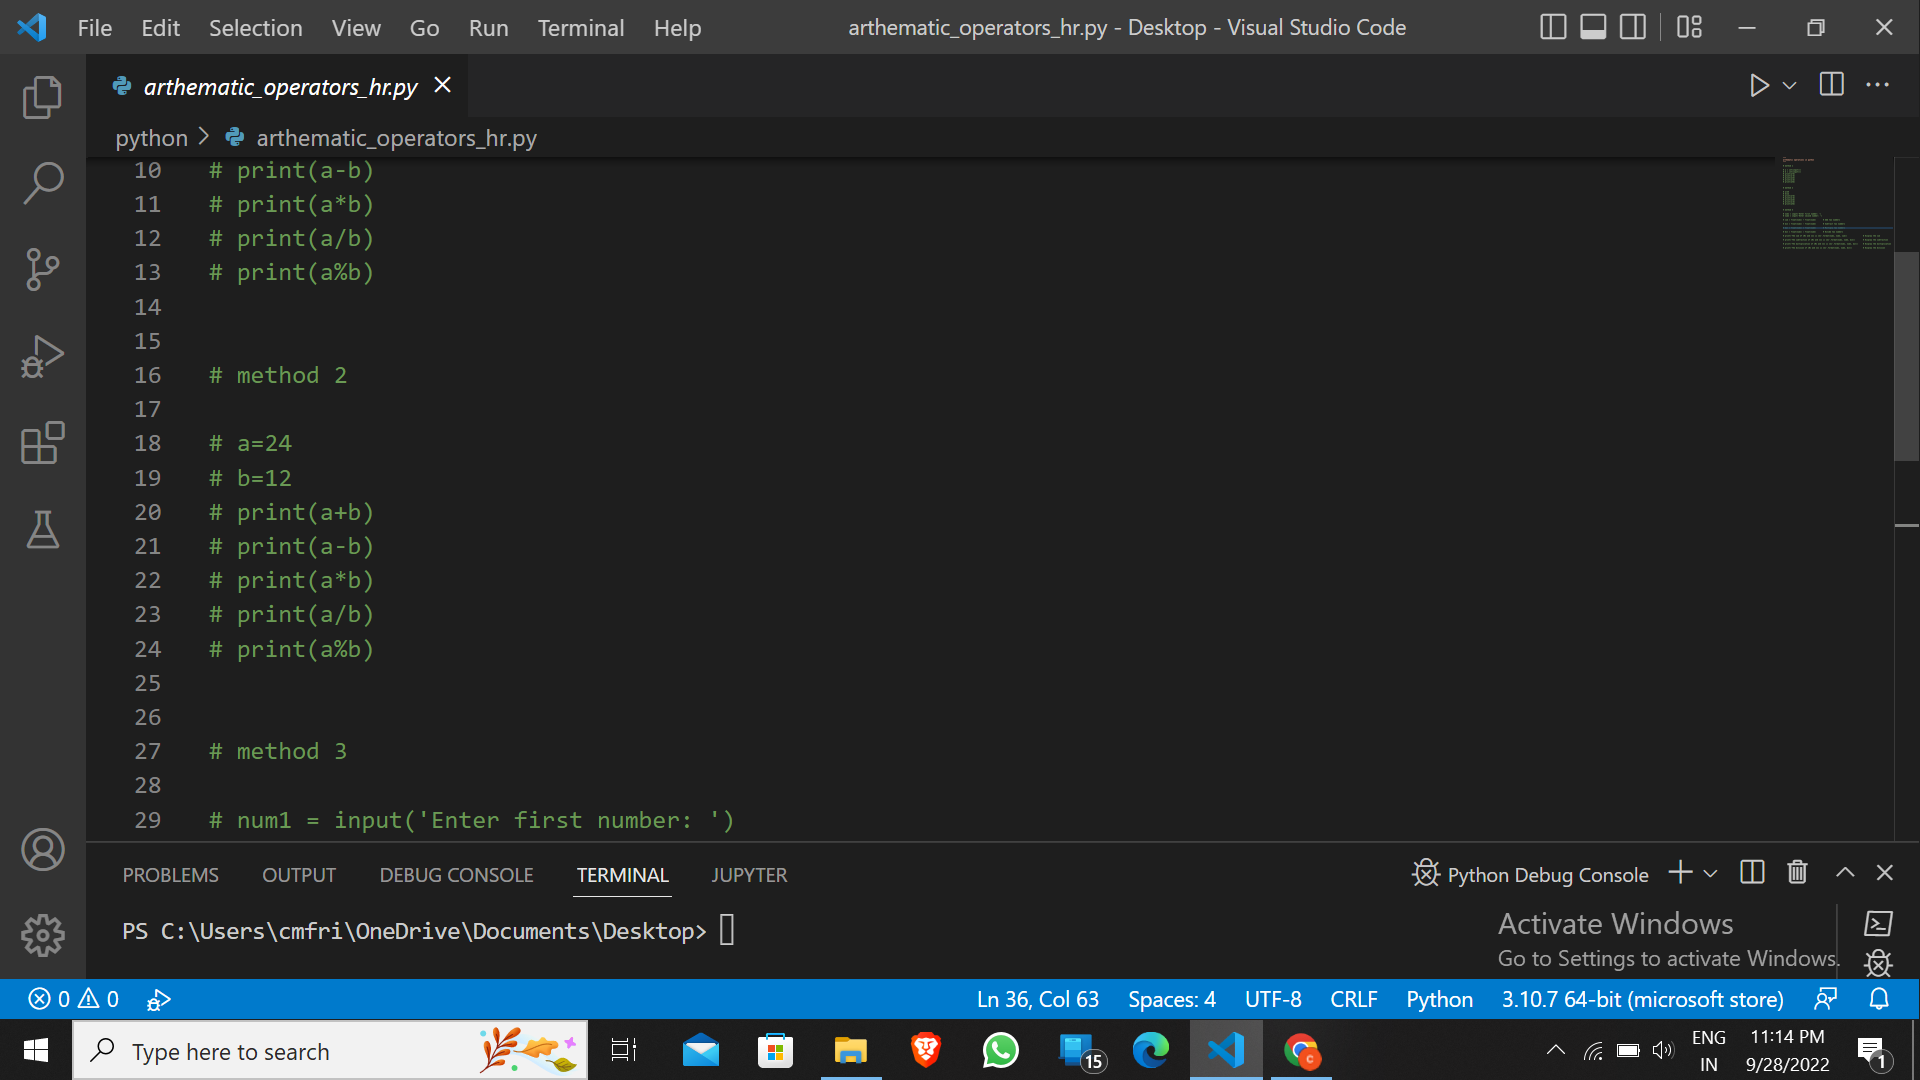 File Edit Selection View Go Run Terminal Help arthematic_operators_hr.py - Desktop - Visual Studio Code
arthematic_operators_hr.py
python > arthematic_operators_hr.py
10 # print(a-b)
11 # print(a*b)
12 # print(a/b)
13 # print(a%b)
14
15
16 # method 2
17
18 # a=24
19 # b=12
20 # print(a+b)
21 # print(a-b)
22 # print(a*b)
23 # print(a/b)
24 # print(a%b)
25
26
27 # method 3
28
29 # num1 = input('Enter first number: ')
PROBLEMS OUTPUT DEBUG CONSOLE TERMINAL JUPYTER Python Debug Console
PS C:\Users\cmfri\OneDrive\Documents\Desktop>
Activate Windows
Go to Settings to activate Windows.
0 0 Ln 36, Col 63 Spaces: 4 UTF-8 CRLF Python 3.10.7 64-bit (microsoft store)
Type here to search 15 C ENG 11:14 PM
IN 9/28/2022 1